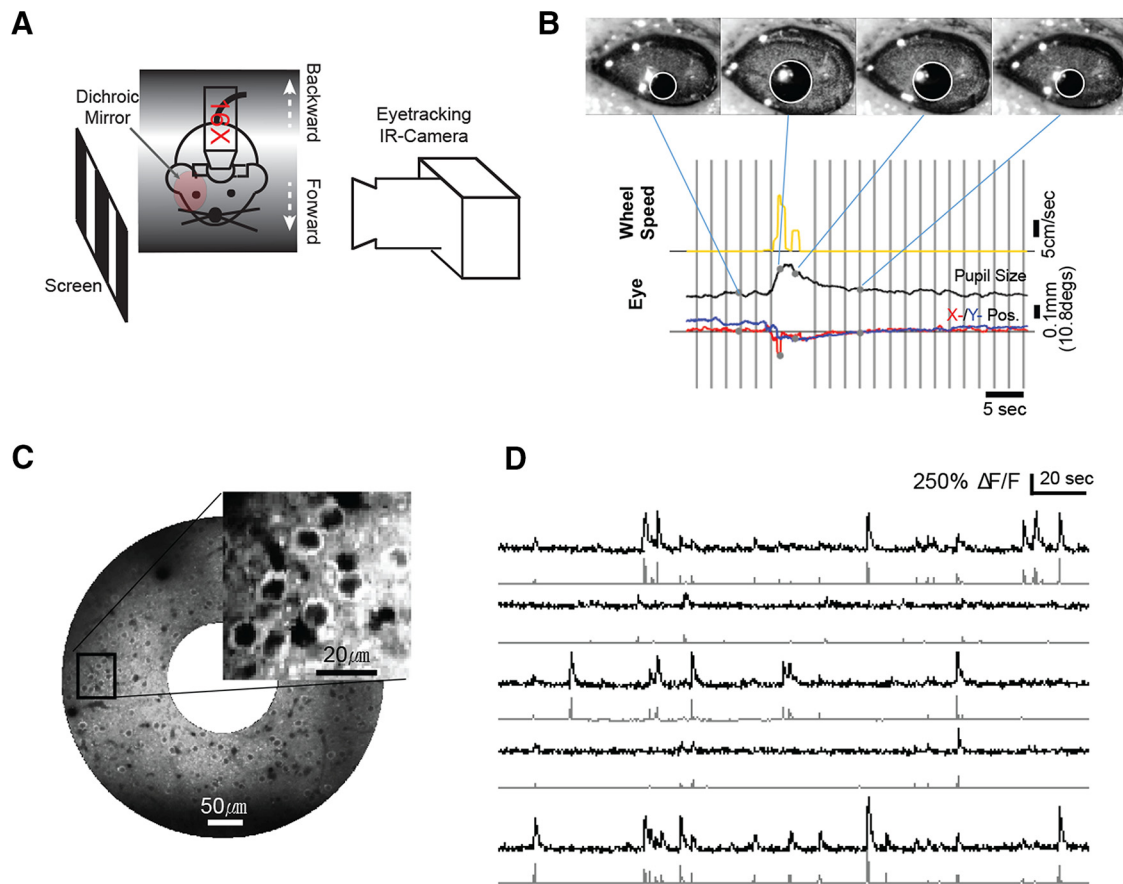 A
Dichroic
Mirror
16X
Backward
Forward
Screen
Eyetracking
IR-Camera
B
Wheel
Speed
5cm/sec
Eye
Pupil Size
X-/Y- Pos.
0.1mm
(10.8degs)
5 sec
C
20㎛
50㎛
D
250% ΔF/F
20 sec